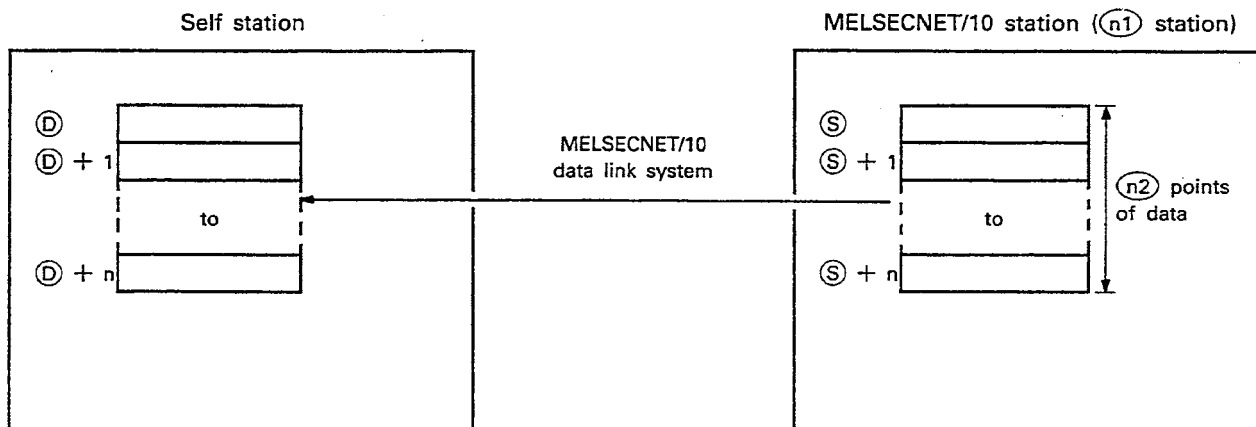 Self station
MELSECNET/10 station (n1 station)
D
D + 1
to
D + n
MELSECNET/10
data link system
S
S + 1
to
S + n
n2 points
of data